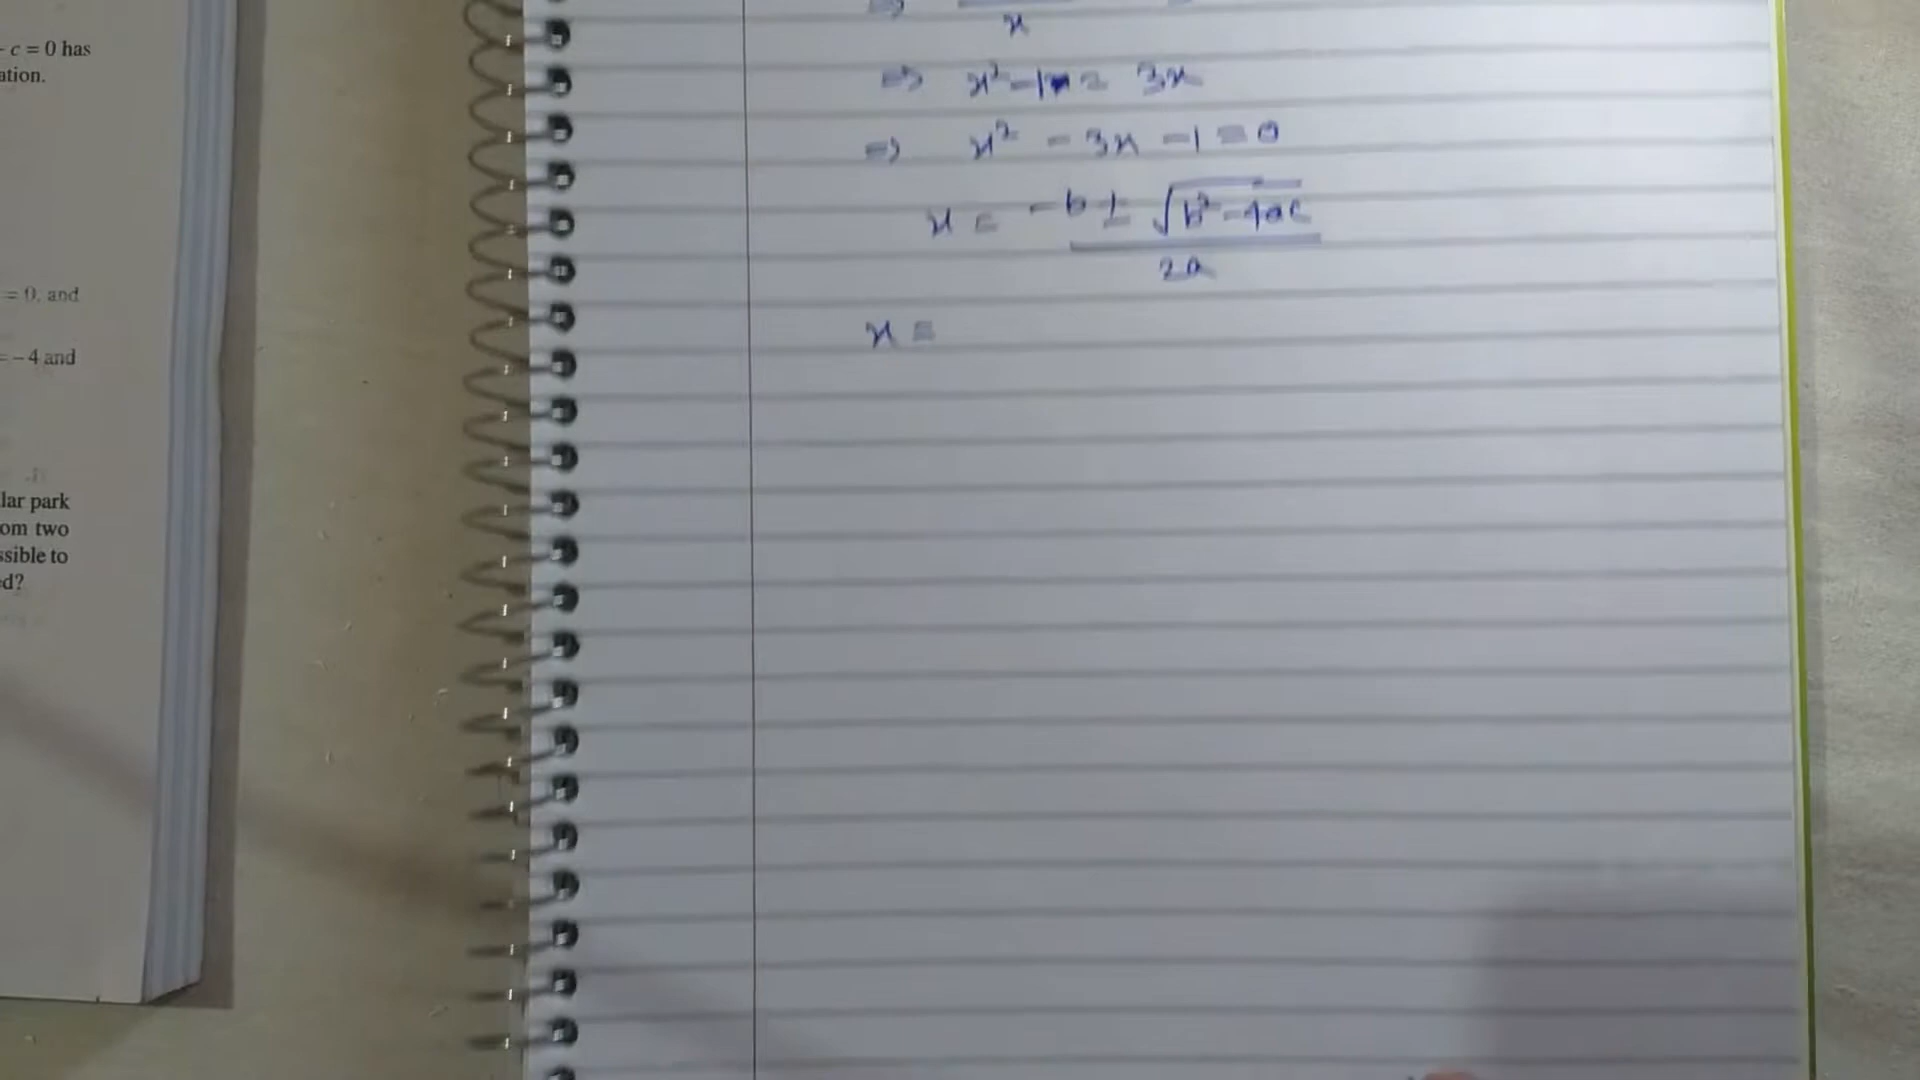 - c = 0 has
ation.
= 0, and
= - 4 and
lar park
om two
ssible to
ed?
x
=> x² - 1 = 3x
=> x² - 3x - 1 = 0
x = -b ± √b² - 4ac
2a
x =